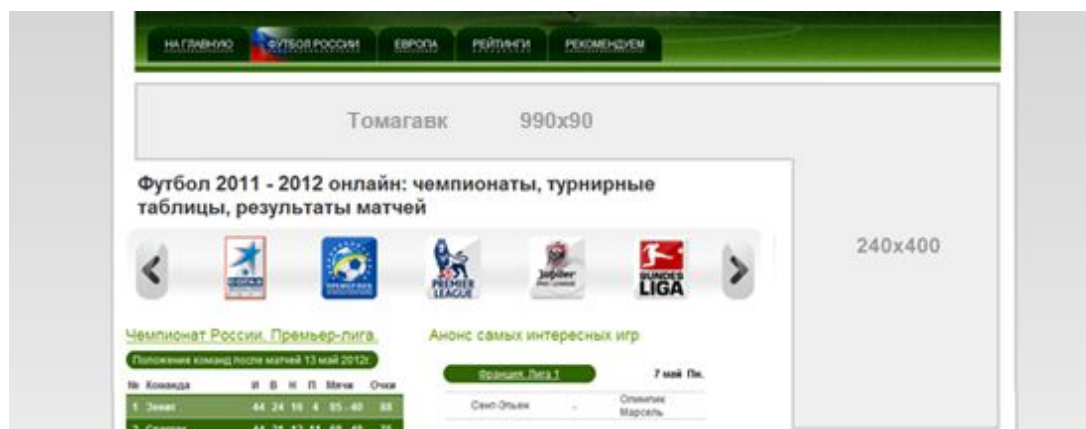 НА ГЛАВНУЮ ФУТБОЛ РОССИИ ЕВРОПА РЕЙТИНГИ РЕКОМЕНДУЕМ
Томагавк 990x90
240x400
Футбол 2011 - 2012 онлайн: чемпионаты, турнирные
таблицы, результаты матчей
PREMIER
LEAGUE
Jupiler
PRO LEAGUE
BUNDES
LIGA
Чемпионат России. Премьер-лига.
Положение команд после матчей 13 май 2012г.
№ Команда И В Н П Мячи Очки
1 Зенит 44 24 16 4 85 - 40 88
Анонс самых интересных игр
Франция. Лига 1 7 май Пн.
Сент-Этьен - Олимпик
Марсель